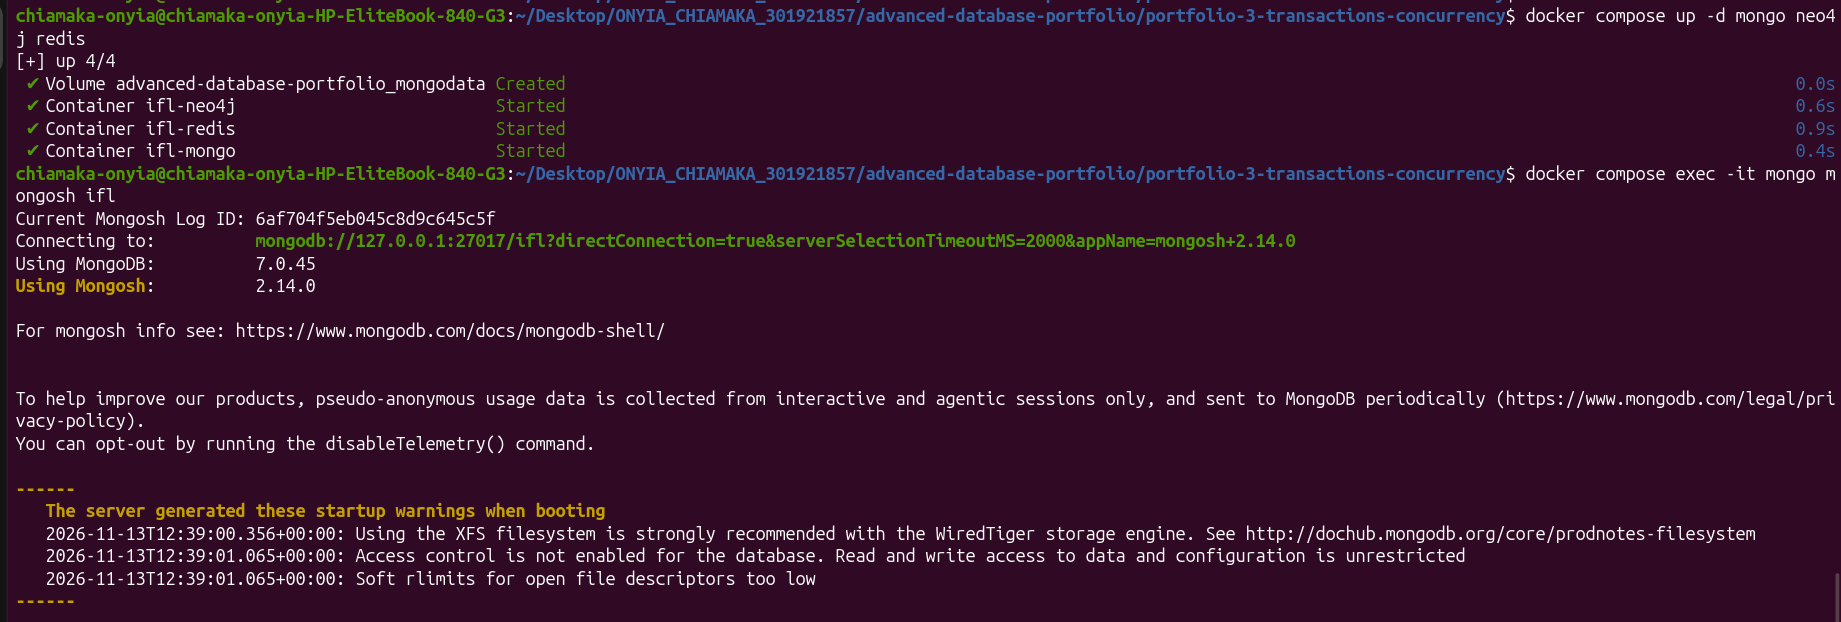 chiamaka-onyia@chiamaka-onyia-HP-EliteBook-840-G3:~/Desktop/ONYIA_CHIAMAKA_301921857/advanced-database-portfolio/portfolio-3-transactions-concurrency$ docker compose up -d mongo neo4
j redis
[+] up 4/4
✔ Volume advanced-database-portfolio_mongodata Created 0.0s
✔ Container ifl-neo4j Started 0.6s
✔ Container ifl-redis Started 0.9s
✔ Container ifl-mongo Started 0.4s
chiamaka-onyia@chiamaka-onyia-HP-EliteBook-840-G3:~/Desktop/ONYIA_CHIAMAKA_301921857/advanced-database-portfolio/portfolio-3-transactions-concurrency$ docker compose exec -it mongo m
ongosh ifl
Current Mongosh Log ID: 6af704f5eb045c8d9c645c5f
Connecting to: mongodb://127.0.0.1:27017/ifl?directConnection=true&serverSelectionTimeoutMS=2000&appName=mongosh+2.14.0
Using MongoDB: 7.0.45
Using Mongosh: 2.14.0
For mongosh info see: https://www.mongodb.com/docs/mongodb-shell/
To help improve our products, pseudo-anonymous usage data is collected from interactive and agentic sessions only, and sent to MongoDB periodically (https://www.mongodb.com/legal/pri
vacy-policy).
You can opt-out by running the disableTelemetry() command.
------
The server generated these startup warnings when booting
2026-11-13T12:39:00.356+00:00: Using the XFS filesystem is strongly recommended with the WiredTiger storage engine. See http://dochub.mongodb.org/core/prodnotes-filesystem
2026-11-13T12:39:01.065+00:00: Access control is not enabled for the database. Read and write access to data and configuration is unrestricted
2026-11-13T12:39:01.065+00:00: Soft rlimits for open file descriptors too low
------